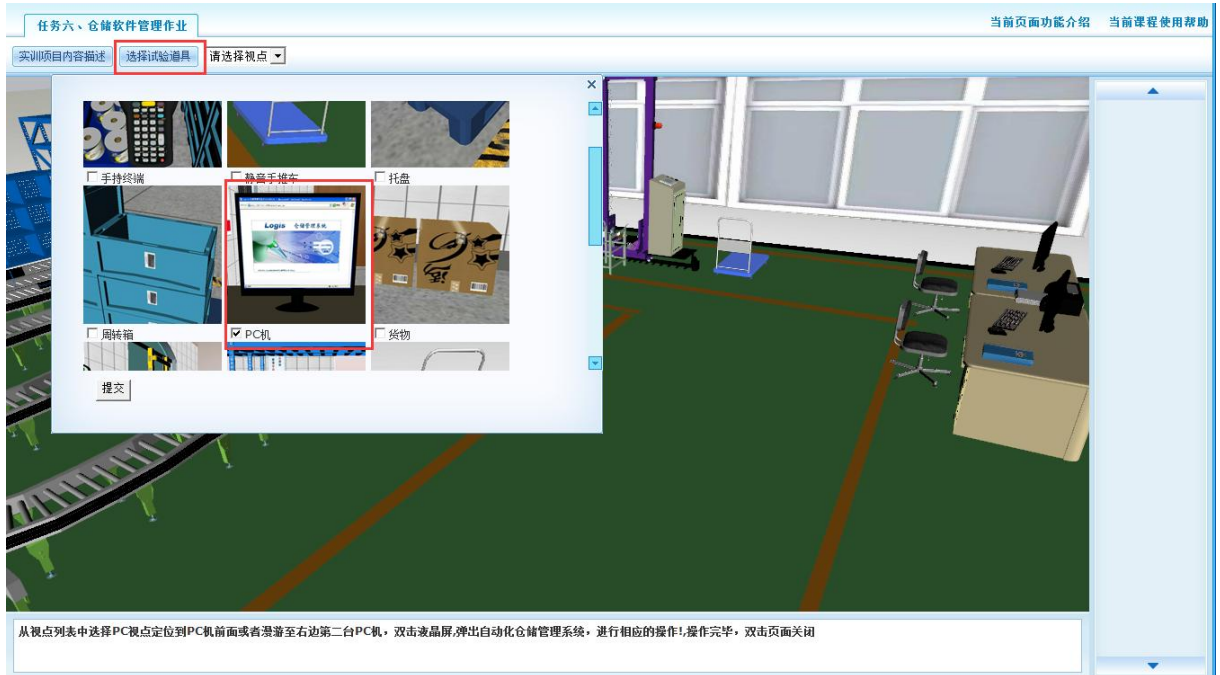 任务六、仓储软件管理作业
当前页面功能介绍 当前课程使用帮助
实训项目内容描述 选择试验道具 请选择视点
×
手持终端 静音手推车 托盘
Logis 仓储管理系统
周转箱 PC机 货物
提交
从视点列表中选择PC视点定位到PC机前面或者漫游至右边第二台PC机，双击液晶屏,弹出自动化仓储管理系统，进行相应的操作!,操作完毕，双击页面关闭